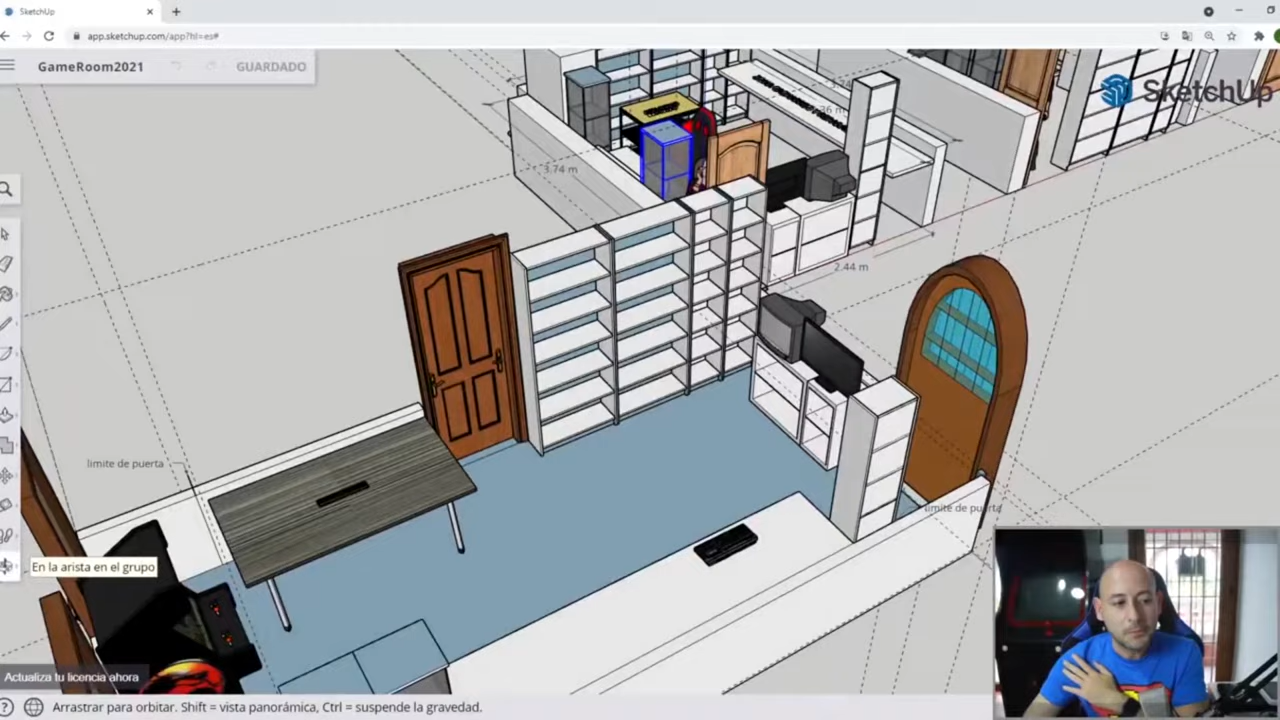 SketchUp
app.sketchup.com/app?hl=es#
GameRoom2021
GUARDADO
SketchUp
3.74 m
2.44 m
limite de puerta
limite de puerta
En la arista en el grupo
Actualiza tu licencia ahora
Arrastrar para orbitar. Shift = vista panorámica, Ctrl = suspende la gravedad.